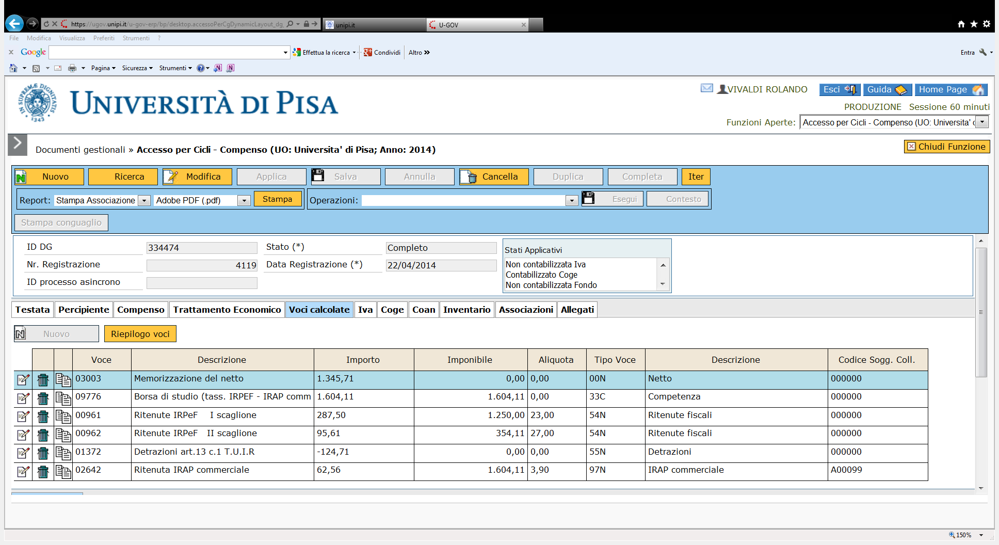 https://ugov.unipi.it/u-gov-erp/bp/desktop.accessoPerCgDynamicLayout_dg_
unipi.it
U-GOV
File Modifica Visualizza Preferiti Strumenti ?
x Google Effettua la ricerca Condividi Altro »
Entra
Pagina Sicurezza Strumenti
IN SUPREMÆ DIGNITATIS
1343
UNIVERSITÀ DI PISA
VIVALDI ROLANDO Esci Guida Home Page
PRODUZIONE Sessione 60 minuti
Funzioni Aperte: Accesso per Cicli - Compenso (UO: Universita'
Documenti gestionali » Accesso per Cicli - Compenso (UO: Universita' di Pisa; Anno: 2014)
Chiudi Funzione
Nuovo Ricerca Modifica Applica Salva Annulla Cancella Duplica Completa Iter
Report: Stampa Associazione Adobe PDF (.pdf) Stampa Operazioni: Esegui Contesto
Stampa conguaglio
ID DG 334474 Stato (*) Completo
Nr. Registrazione 4119 Data Registrazione (*) 22/04/2014
ID processo asincrono
Stati Applicativi
Non contabilizzata Iva
Contabilizzato Coge
Non contabilizzata Fondo
Testata Percipiente Compenso Trattamento Economico Voci calcolate Iva Coge Coan Inventario Associazioni Allegati
Nuovo Riepilogo voci
Voce Descrizione Importo Imponibile Aliquota Tipo Voce Descrizione Codice Sogg. Coll.
03003 Memorizzazione del netto 1.345,71 0,00 0,00 00N Netto 000000
09776 Borsa di studio (tass. IRPEF - IRAP comm 1.604,11 1.604,11 0,00 33C Competenza 000000
00961 Ritenute IRPeF I scaglione 287,50 1.250,00 23,00 54N Ritenute fiscali 000000
00962 Ritenute IRPeF II scaglione 95,61 354,11 27,00 54N Ritenute fiscali 000000
01372 Detrazioni art.13 c.1 T.U.I.R -124,71 0,00 0,00 55N Detrazioni 000000
02642 Ritenuta IRAP commerciale 62,56 1.604,11 3,90 97N IRAP commerciale A00099
150%